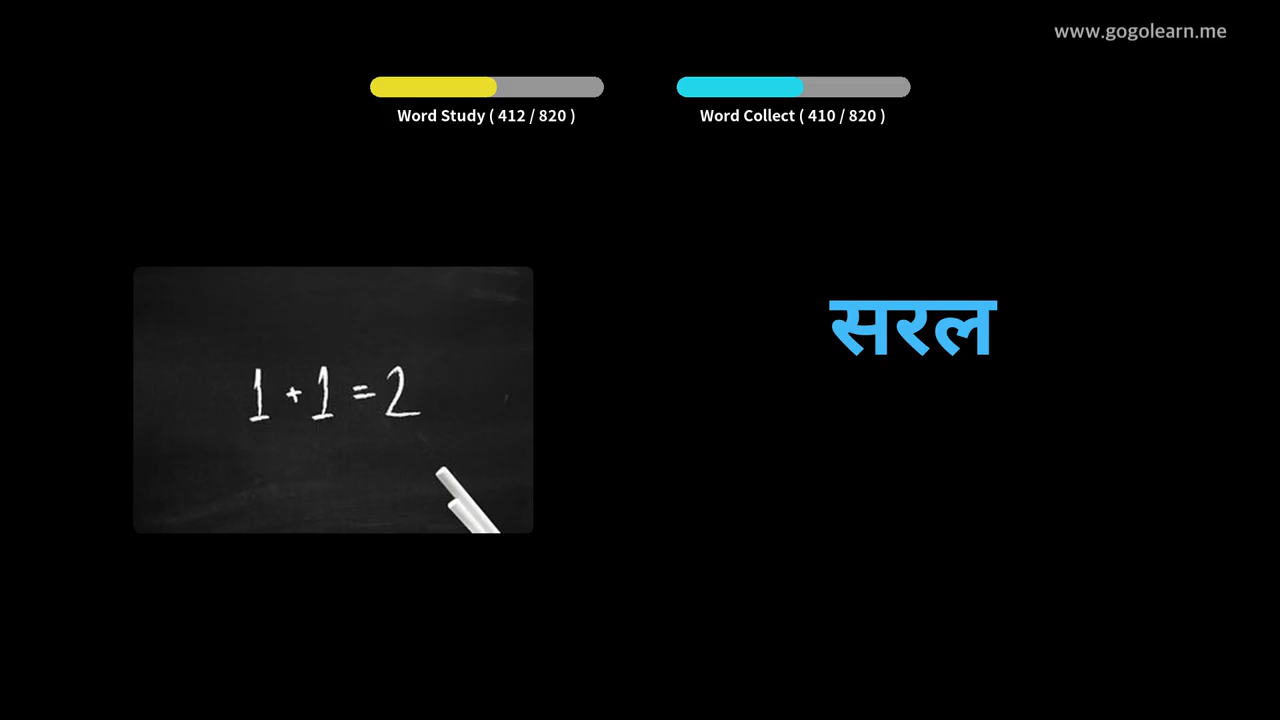 www.gogolearn.me
Word Study ( 412 / 820 )
Word Collect ( 410 / 820 )
सरल
1 + 1 = 2